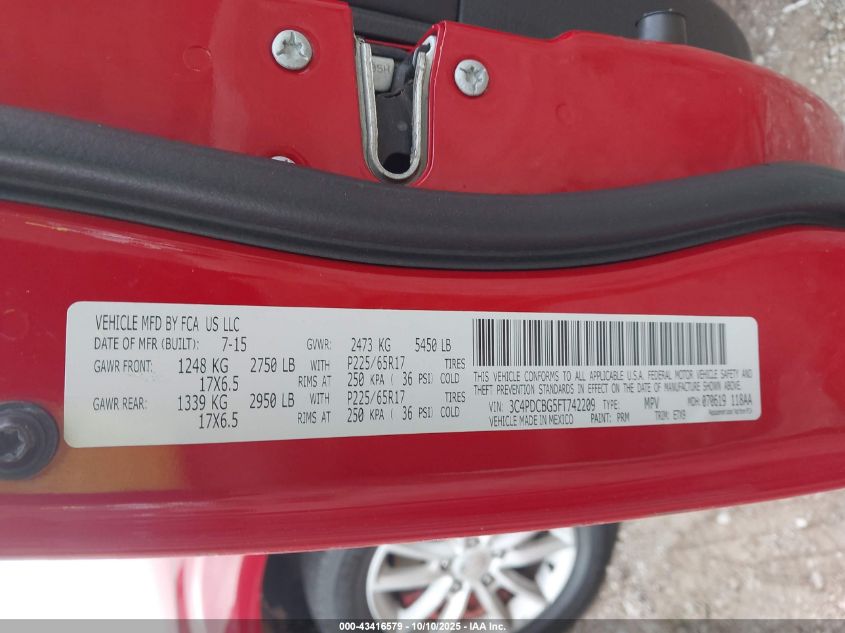 VEHICLE MFD BY FCA US LLC
DATE OF MFR (BUILT): 7-15 GVWR: 2473 KG 5450 LB
GAWR FRONT: 1248 KG 2750 LB WITH P225/65R17 TIRES
17X6.5 RIMS AT 250 KPA ( 36 PSI) COLD
GAWR REAR: 1339 KG 2950 LB WITH P225/65R17 TIRES
17X6.5 RIMS AT 250 KPA ( 36 PSI) COLD
THIS VEHICLE CONFORMS TO ALL APPLICABLE U.S.A. FEDERAL MOTOR VEHICLE SAFETY AND
THEFT PREVENTION STANDARDS IN EFFECT ON THE DATE OF MANUFACTURE SHOWN ABOVE.
VIN: 3C4PDCBG5FT742209 TYPE: MPV MDH: 070619 118AA
VEHICLE MADE IN MEXICO PAINT: PRM TRIM: E7X9
000-43416579 - 10/10/2025 - IAA Inc.